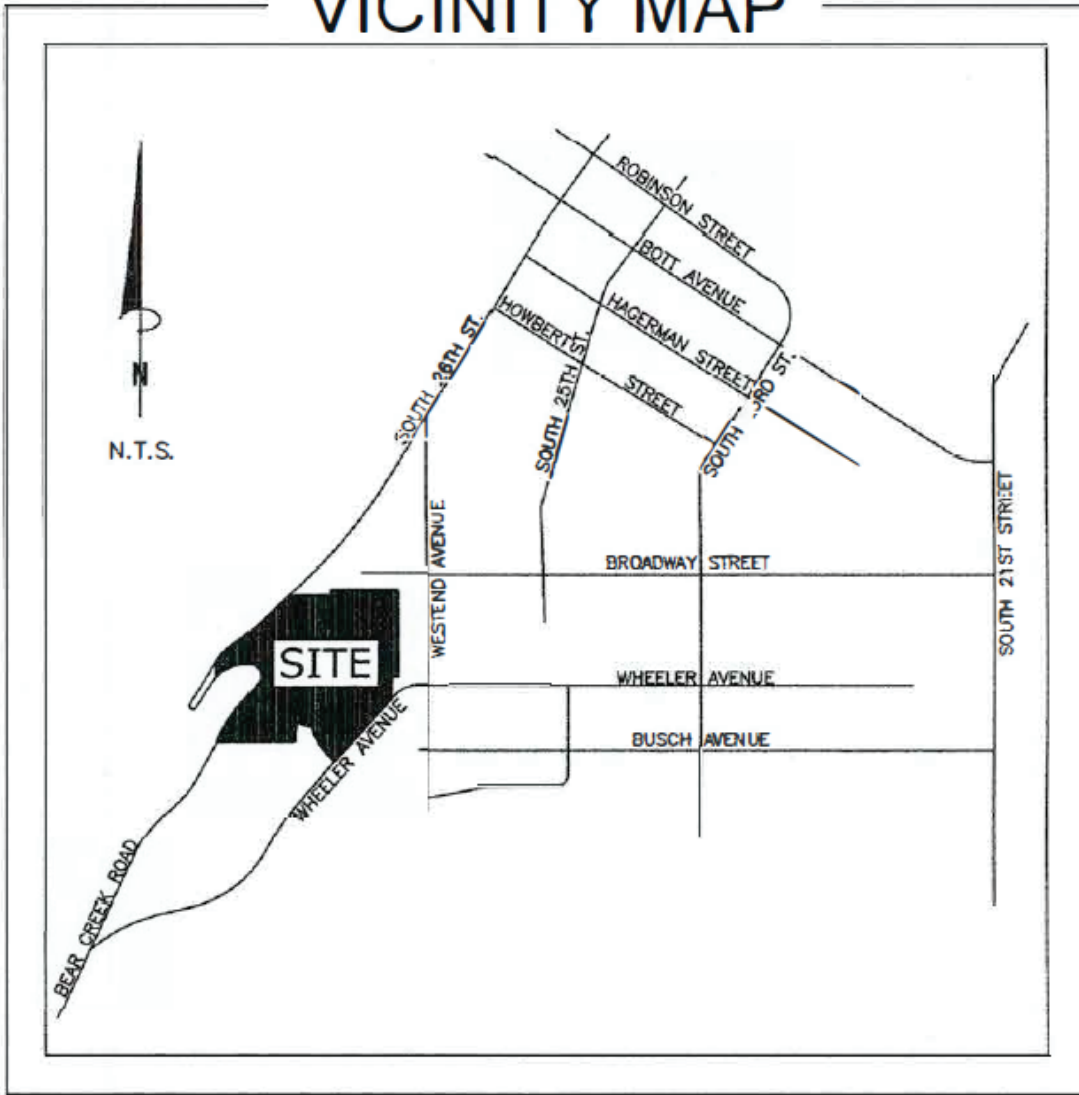 VICINITY MAP
N
N.T.S.
ROBINSON STREET
BOTT AVENUE
HAGERMAN STREET
HOWBERT STREET
SOUTH 26TH ST.
SOUTH 25TH ST.
SOUTH RD ST.
WESTEND AVENUE
BROADWAY STREET
SOUTH 21ST STREET
SITE
WHEELER AVENUE
BUSCH AVENUE
WHEELER AVENUE
BEAR CREEK ROAD